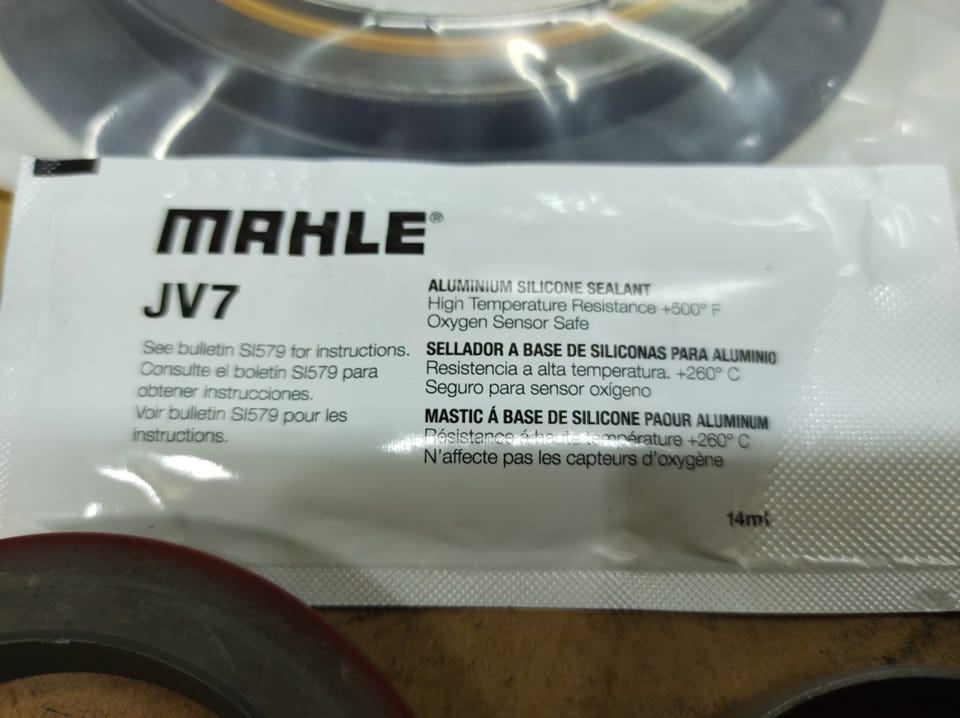 MAHLE®
JV7
See bulletin SI579 for instructions.
Consulte el boletín SI579 para
obtener instrucciones.
Voir bulletin SI579 pour les
instructions.
ALUMINIUM SILICONE SEALANT
High Temperature Resistance +500° F
Oxygen Sensor Safe
SELLADOR A BASE DE SILICONAS PARA ALUMINIO
Resistencia a alta temperatura. +260° C
Seguro para sensor oxígeno
MASTIC Á BASE DE SILICONE PAOUR ALUMINUM
Résistance á haute température +260° C
N'affecte pas les capteurs d'oxygène
14ml